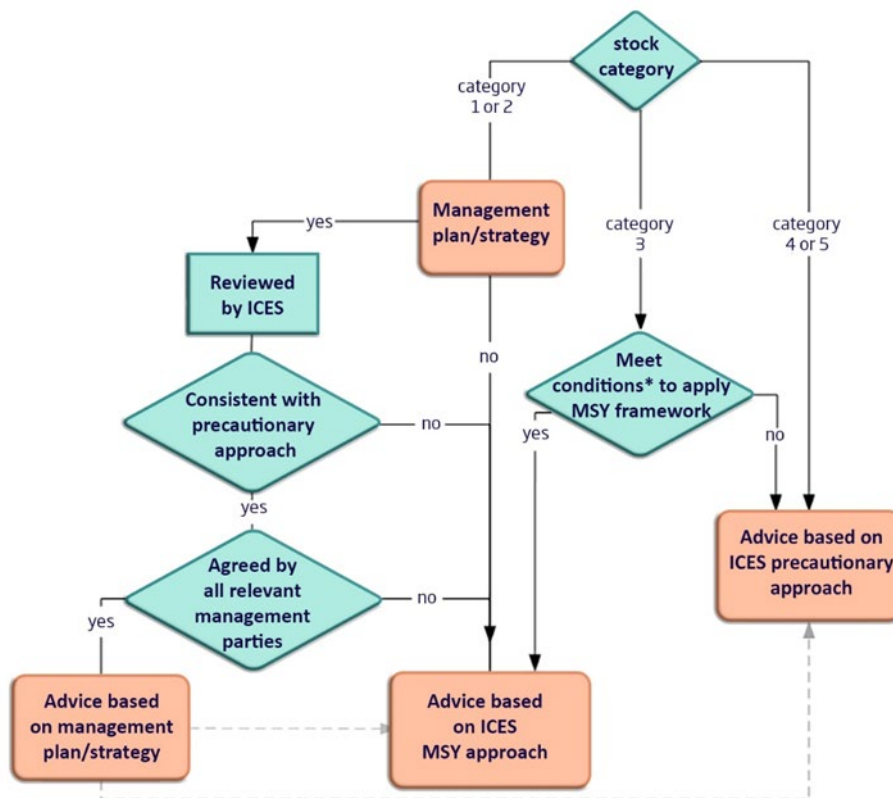 stock
category
category
1 or 2
Management
plan/strategy
yes
category
3
category
4 or 5
Reviewed
by ICES
no
Meet
conditions* to apply
MSY framework
Consistent with
precautionary
approach
no
yes
no
yes
Advice based on
ICES precautionary
approach
Agreed by
all relevant
management
parties
no
yes
Advice based
on management
plan/strategy
Advice based
on ICES
MSY approach